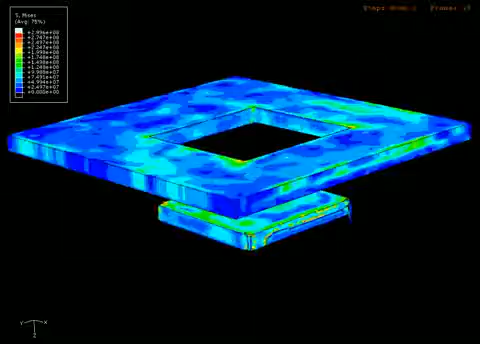 S, Mises
(Avg: 75%)
+2.996e+08
+2.747e+08
+2.497e+08
+2.247e+08
+1.998e+08
+1.748e+08
+1.498e+08
+1.248e+08
+9.988e+07
+7.491e+07
+4.994e+07
+2.497e+07
+0.000e+00
Y
X
Z